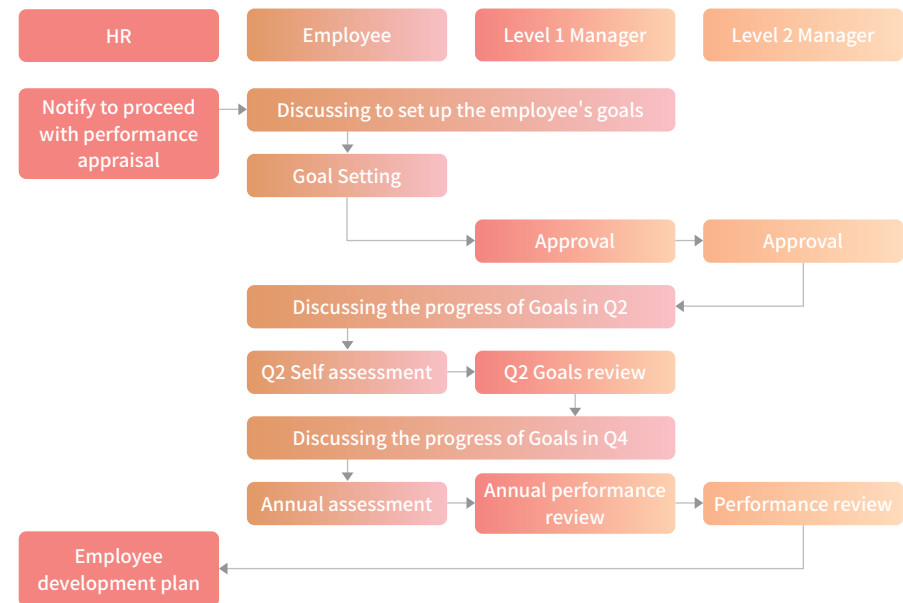 HR
Employee
Level 1 Manager
Level 2 Manager
Notify to proceed
with performance
appraisal
Discussing to set up the employee's goals
Goal Setting
Approval
Approval
Discussing the progress of Goals in Q2
Q2 Self assessment
Q2 Goals review
Discussing the progress of Goals in Q4
Annual assessment
Annual performance
review
Performance review
Employee
development plan